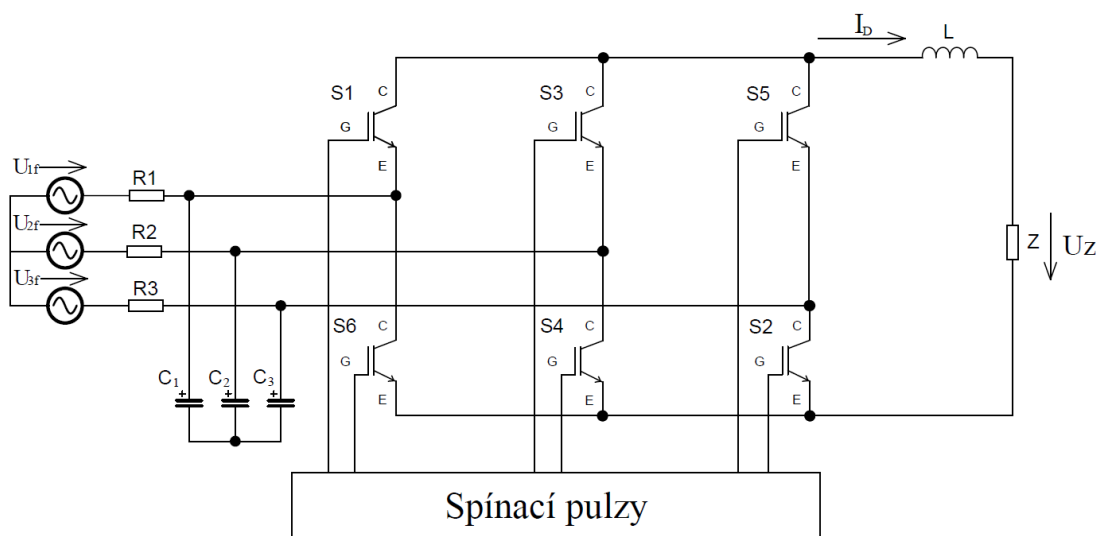 I_D
L
C
C
C
S1
S3
S5
G
G
G
E
E
E
U1f
R1
U2f
R2
U3f
R3
Z
UZ
S6
S4
S2
C
C
C
G
G
G
E
E
E
C1
+
C2
+
C3
+
Spínací pulzy